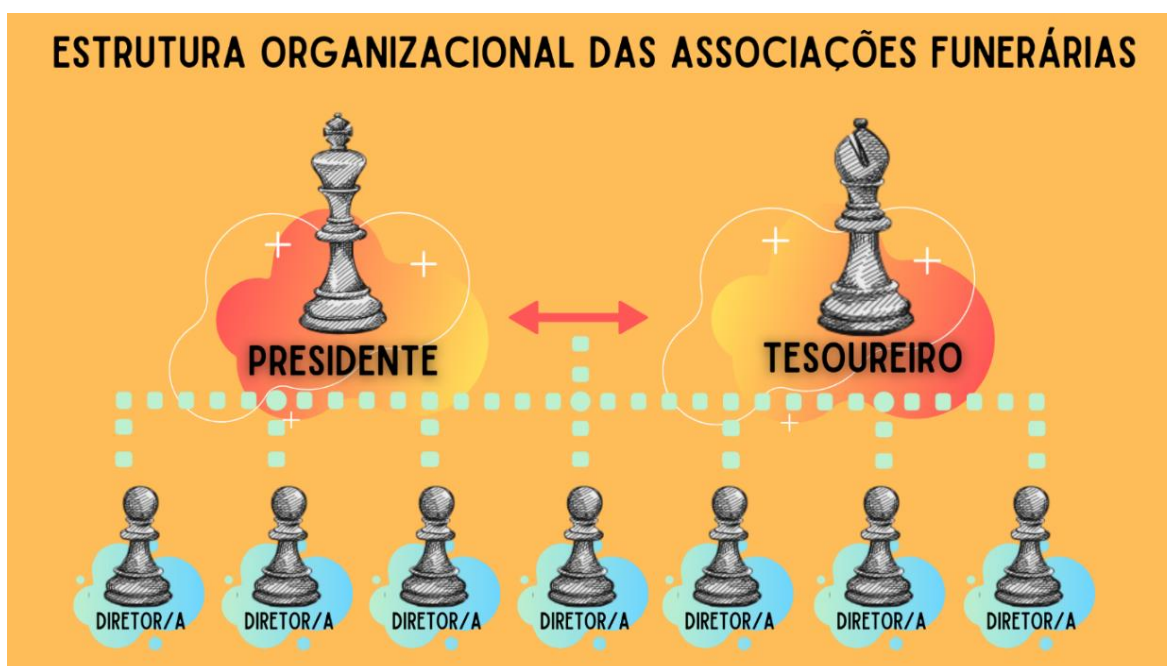 ESTRUTURA ORGANIZACIONAL DAS ASSOCIAÇÕES FUNERÁRIAS
PRESIDENTE
TESOUREIRO
DIRETOR/A
DIRETOR/A
DIRETOR/A
DIRETOR/A
DIRETOR/A
DIRETOR/A
DIRETOR/A